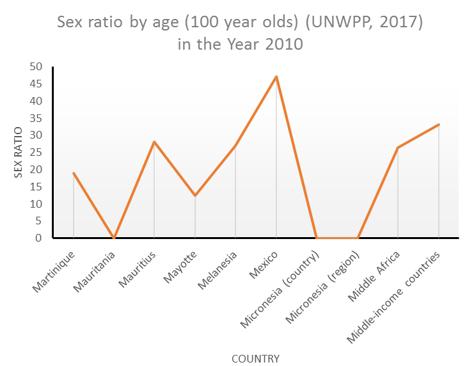 Sex ratio by age (100 year olds) (UNWPP, 2017)
in the Year 2010
50
45
40
35
30
25
20
15
10
5
0
SEX RATIO
Martinique
Mauritania
Mauritius
Mayotte
Melanesia
Mexico
Micronesia (country)
Micronesia (region)
Middle Africa
Middle-income countries
COUNTRY